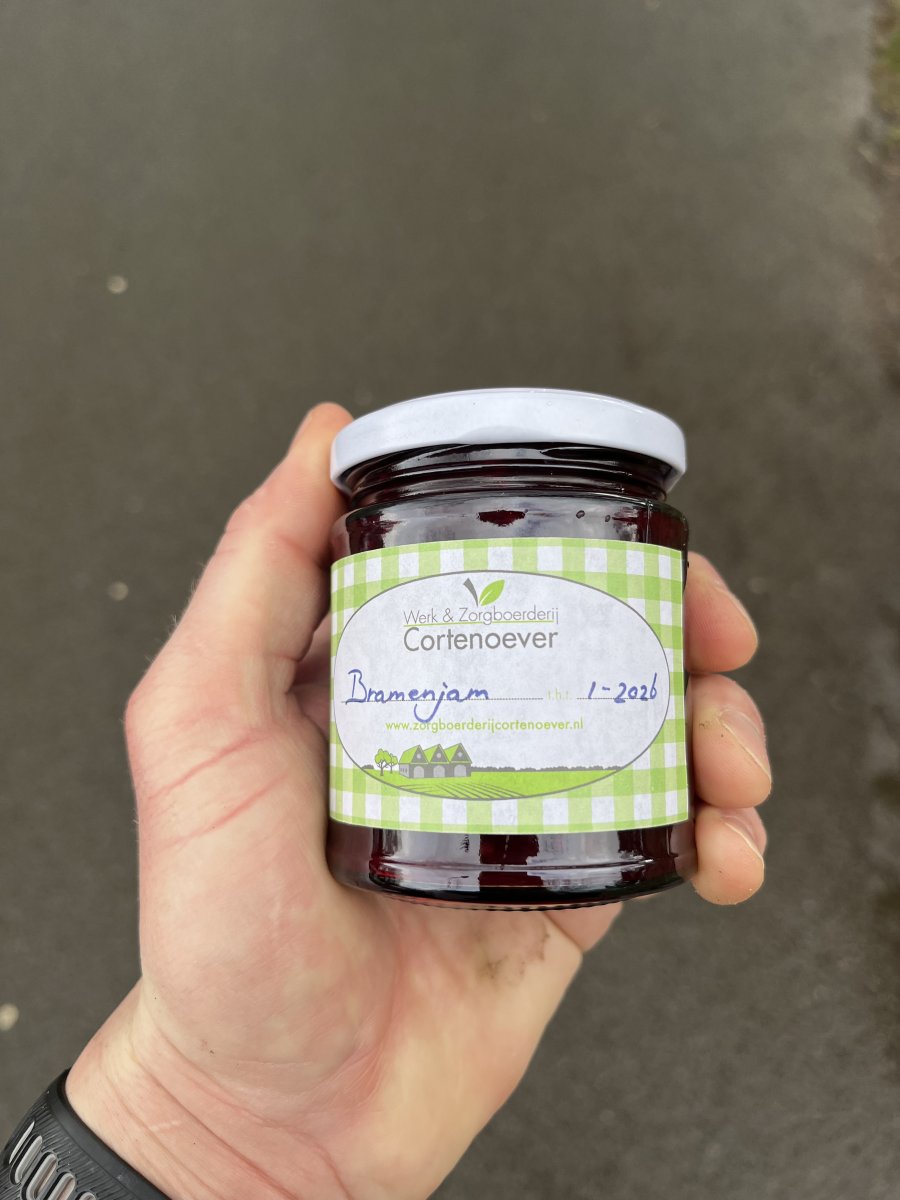 Werk & Zorgboerderij
Cortenoever
Bramenjam t.h.t. 1-2026
www.zorgboerderijcortenoever.nl